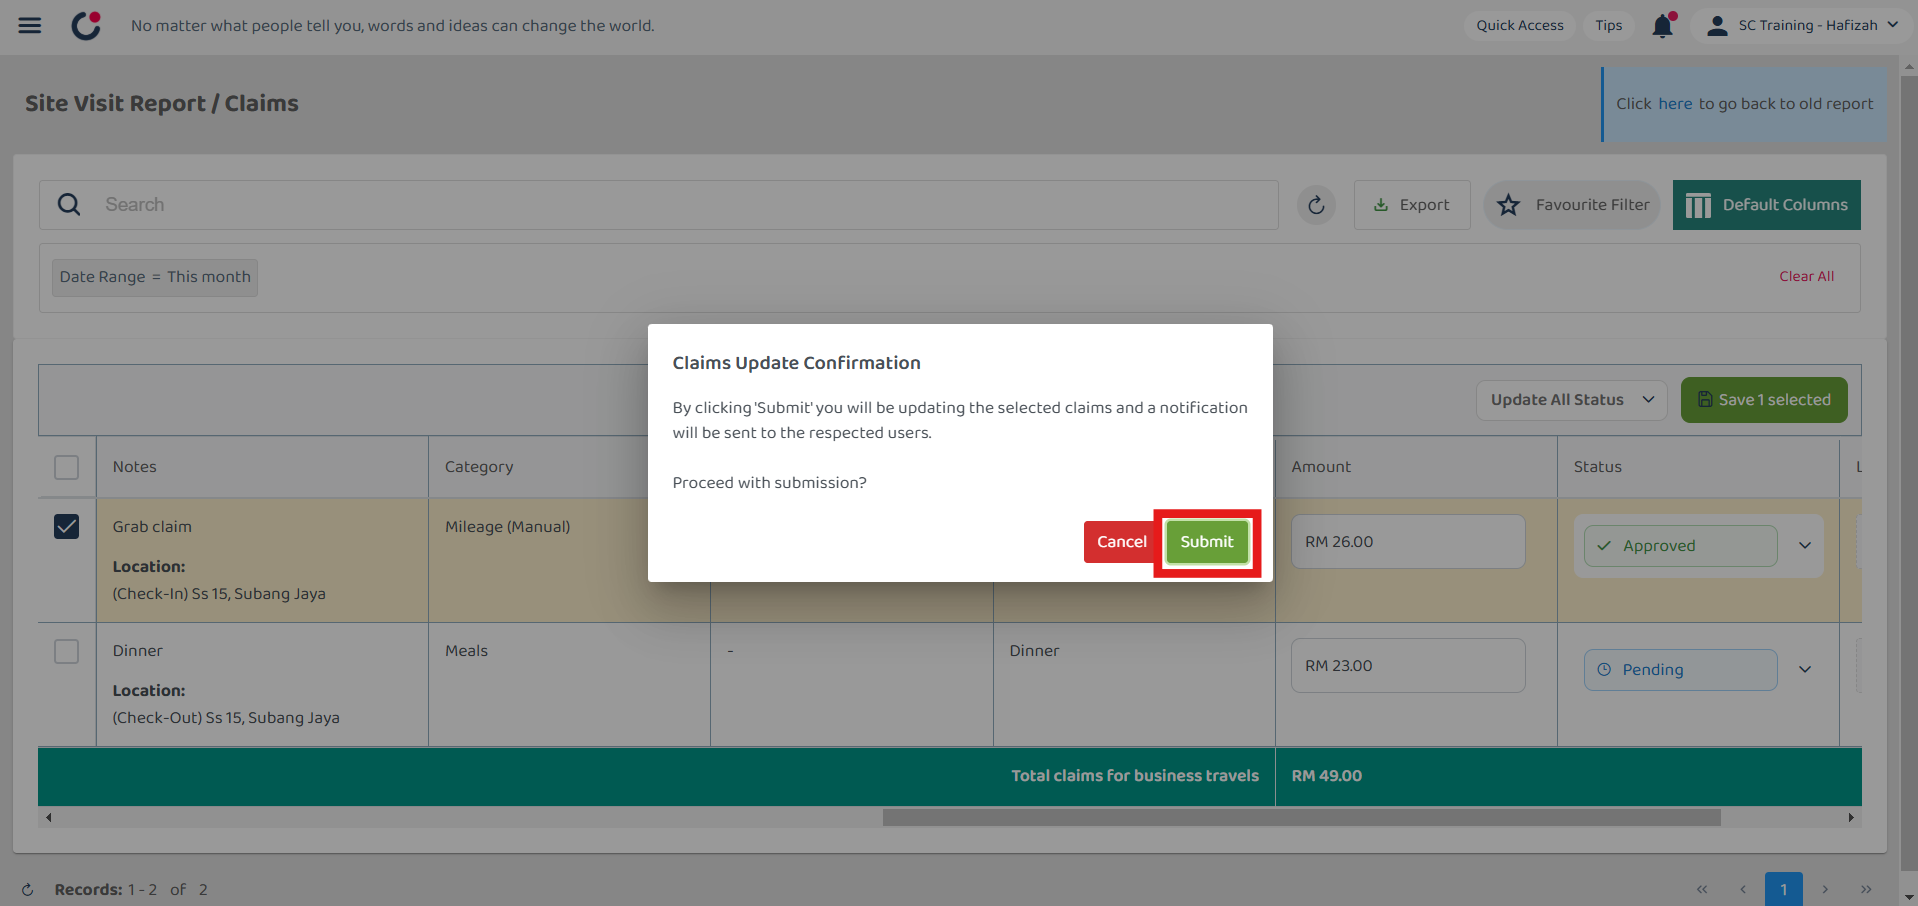 No matter what people tell you, words and ideas can change the world.
Quick Access
Tips
SC Training - Hafizah
Site Visit Report / Claims
Click here to go back to old report
Search
Export
Favourite Filter
Default Columns
Date Range = This month
Clear All
Claims Update Confirmation
By clicking 'Submit' you will be updating the selected claims and a notification
will be sent to the respected users.
Proceed with submission?
Cancel
Submit
Update All Status
Save 1 selected
Notes
Category
Amount
Status
Grab claim
Location:
(Check-In) Ss 15, Subang Jaya
Mileage (Manual)
RM 26.00
Approved
Dinner
Location:
(Check-Out) Ss 15, Subang Jaya
Meals
-
Dinner
RM 23.00
Pending
Total claims for business travels
RM 49.00
Records: 1 - 2 of 2
« ‹ 1 › »